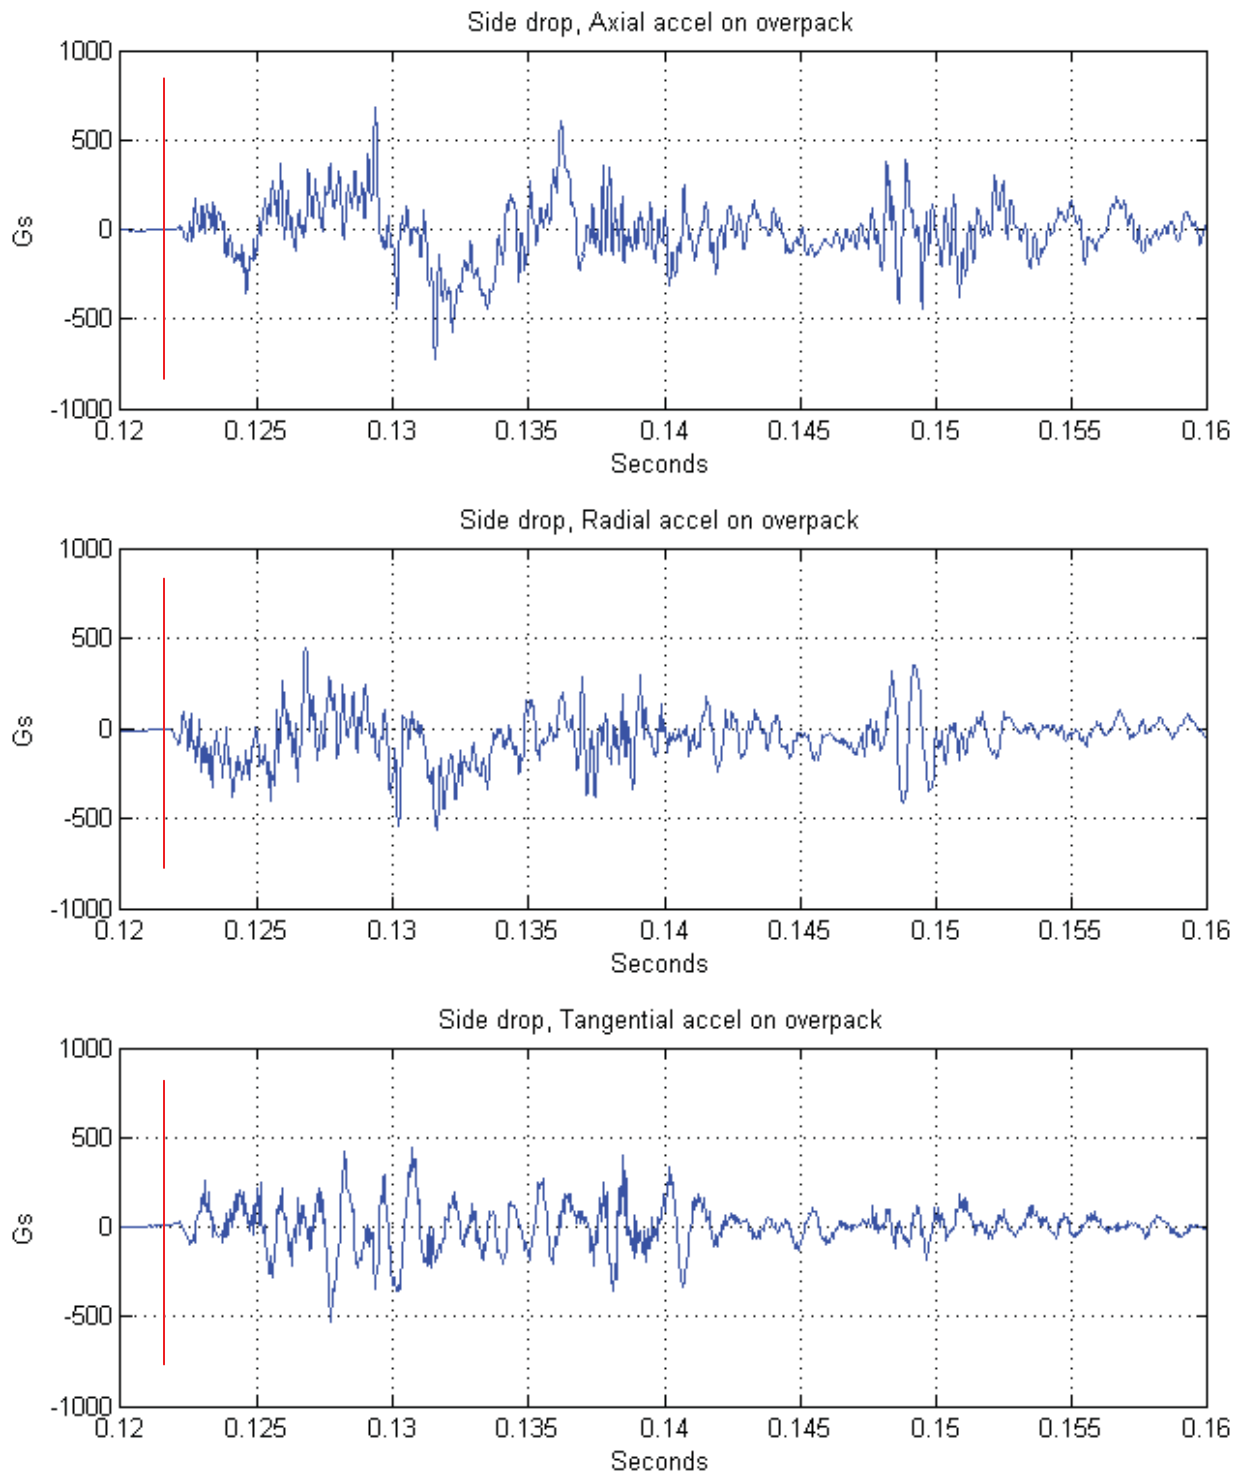 Side drop, Axial accel on overpack
1000
500
0
-500
-1000
Gs
0.12 0.125 0.13 0.135 0.14 0.145 0.15 0.155 0.16
Seconds
Side drop, Radial accel on overpack
1000
500
0
-500
-1000
Gs
0.12 0.125 0.13 0.135 0.14 0.145 0.15 0.155 0.16
Seconds
Side drop, Tangential accel on overpack
1000
500
0
-500
-1000
Gs
0.12 0.125 0.13 0.135 0.14 0.145 0.15 0.155 0.16
Seconds